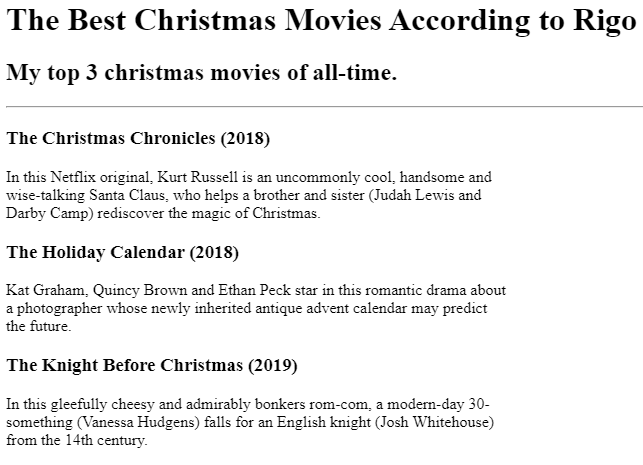 The Best Christmas Movies According to Rigo
My top 3 christmas movies of all-time.
The Christmas Chronicles (2018)
In this Netflix original, Kurt Russell is an uncommonly cool, handsome and
wise-talking Santa Claus, who helps a brother and sister (Judah Lewis and
Darby Camp) rediscover the magic of Christmas.
The Holiday Calendar (2018)
Kat Graham, Quincy Brown and Ethan Peck star in this romantic drama about
a photographer whose newly inherited antique advent calendar may predict
the future.
The Knight Before Christmas (2019)
In this gleefully cheesy and admirably bonkers rom-com, a modern-day 30-
something (Vanessa Hudgens) falls for an English knight (Josh Whitehouse)
from the 14th century.